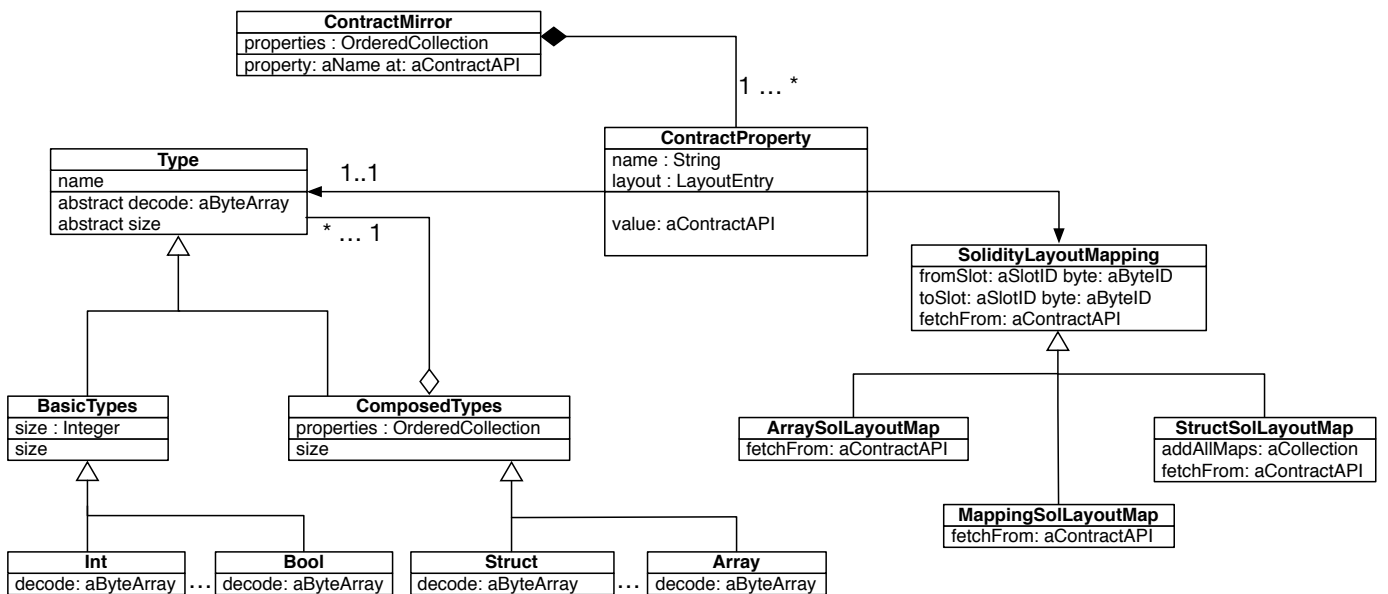 ContractMirror
properties : OrderedCollection
property: aName at: aContractAPI
1 ... *
ContractProperty
name : String
layout : LayoutEntry
value: aContractAPI
Type
name
abstract decode: aByteArray
abstract size
1..1
* ... 1
SolidityLayoutMapping
fromSlot: aSlotID byte: aByteID
toSlot: aSlotID byte: aByteID
fetchFrom: aContractAPI
BasicTypes
size : Integer
size
ComposedTypes
properties : OrderedCollection
size
ArraySolLayoutMap
fetchFrom: aContractAPI
StructSolLayoutMap
addAllMaps: aCollection
fetchFrom: aContractAPI
MappingSolLayoutMap
fetchFrom: aContractAPI
Int
decode: aByteArray
...
Bool
decode: aByteArray
Struct
decode: aByteArray
...
Array
decode: aByteArray